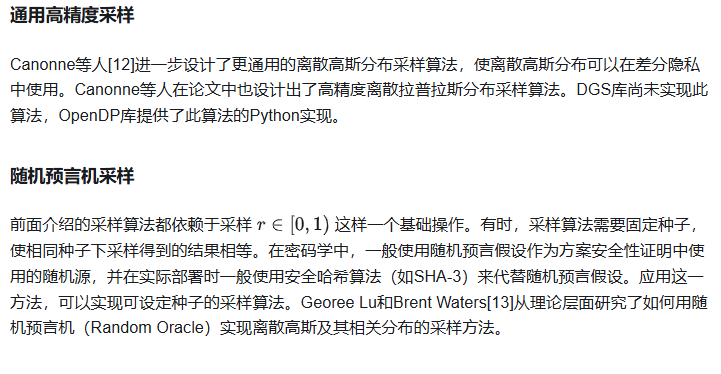 通用高精度采样
Canonne等人[12]进一步设计了更通用的离散高斯分布采样算法，使离散高斯分布可以在差分隐私
中使用。Canonne等人在论文中也设计出了高精度离散拉普拉斯分布采样算法。DGS库尚未实现此
算法，OpenDP库提供了此算法的Python实现。
随机预言机采样
前面介绍的采样算法都依赖于采样 r ∈ [0, 1) 这样一个基础操作。有时，采样算法需要固定种子，
使相同种子下采样得到的结果相等。在密码学中，一般使用随机预言假设作为方案安全性证明中使
用的随机源，并在实际部署时一般使用安全哈希算法（如SHA-3）来代替随机预言假设。应用这一
方法，可以实现可设定种子的采样算法。Georee Lu和Brent Waters[13]从理论层面研究了如何用随
机预言机（Random Oracle）实现离散高斯及其相关分布的采样方法。